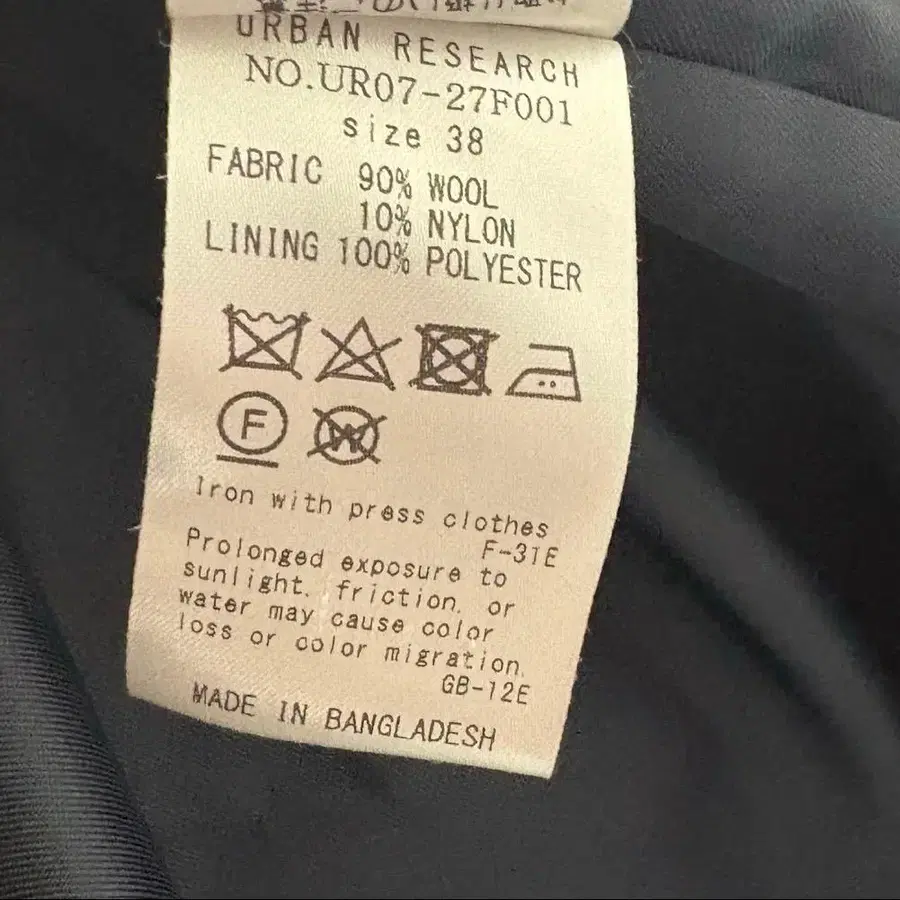 URBAN RESEARCH
NO.UR07-27F001
size 38
FABRIC 90% WOOL
10% NYLON
LINING 100% POLYESTER
F W
Iron with press clothes
F-31E
Prolonged exposure to
sunlight, friction, or
water may cause color
loss or color migration.
GB-12E
MADE IN BANGLADESH